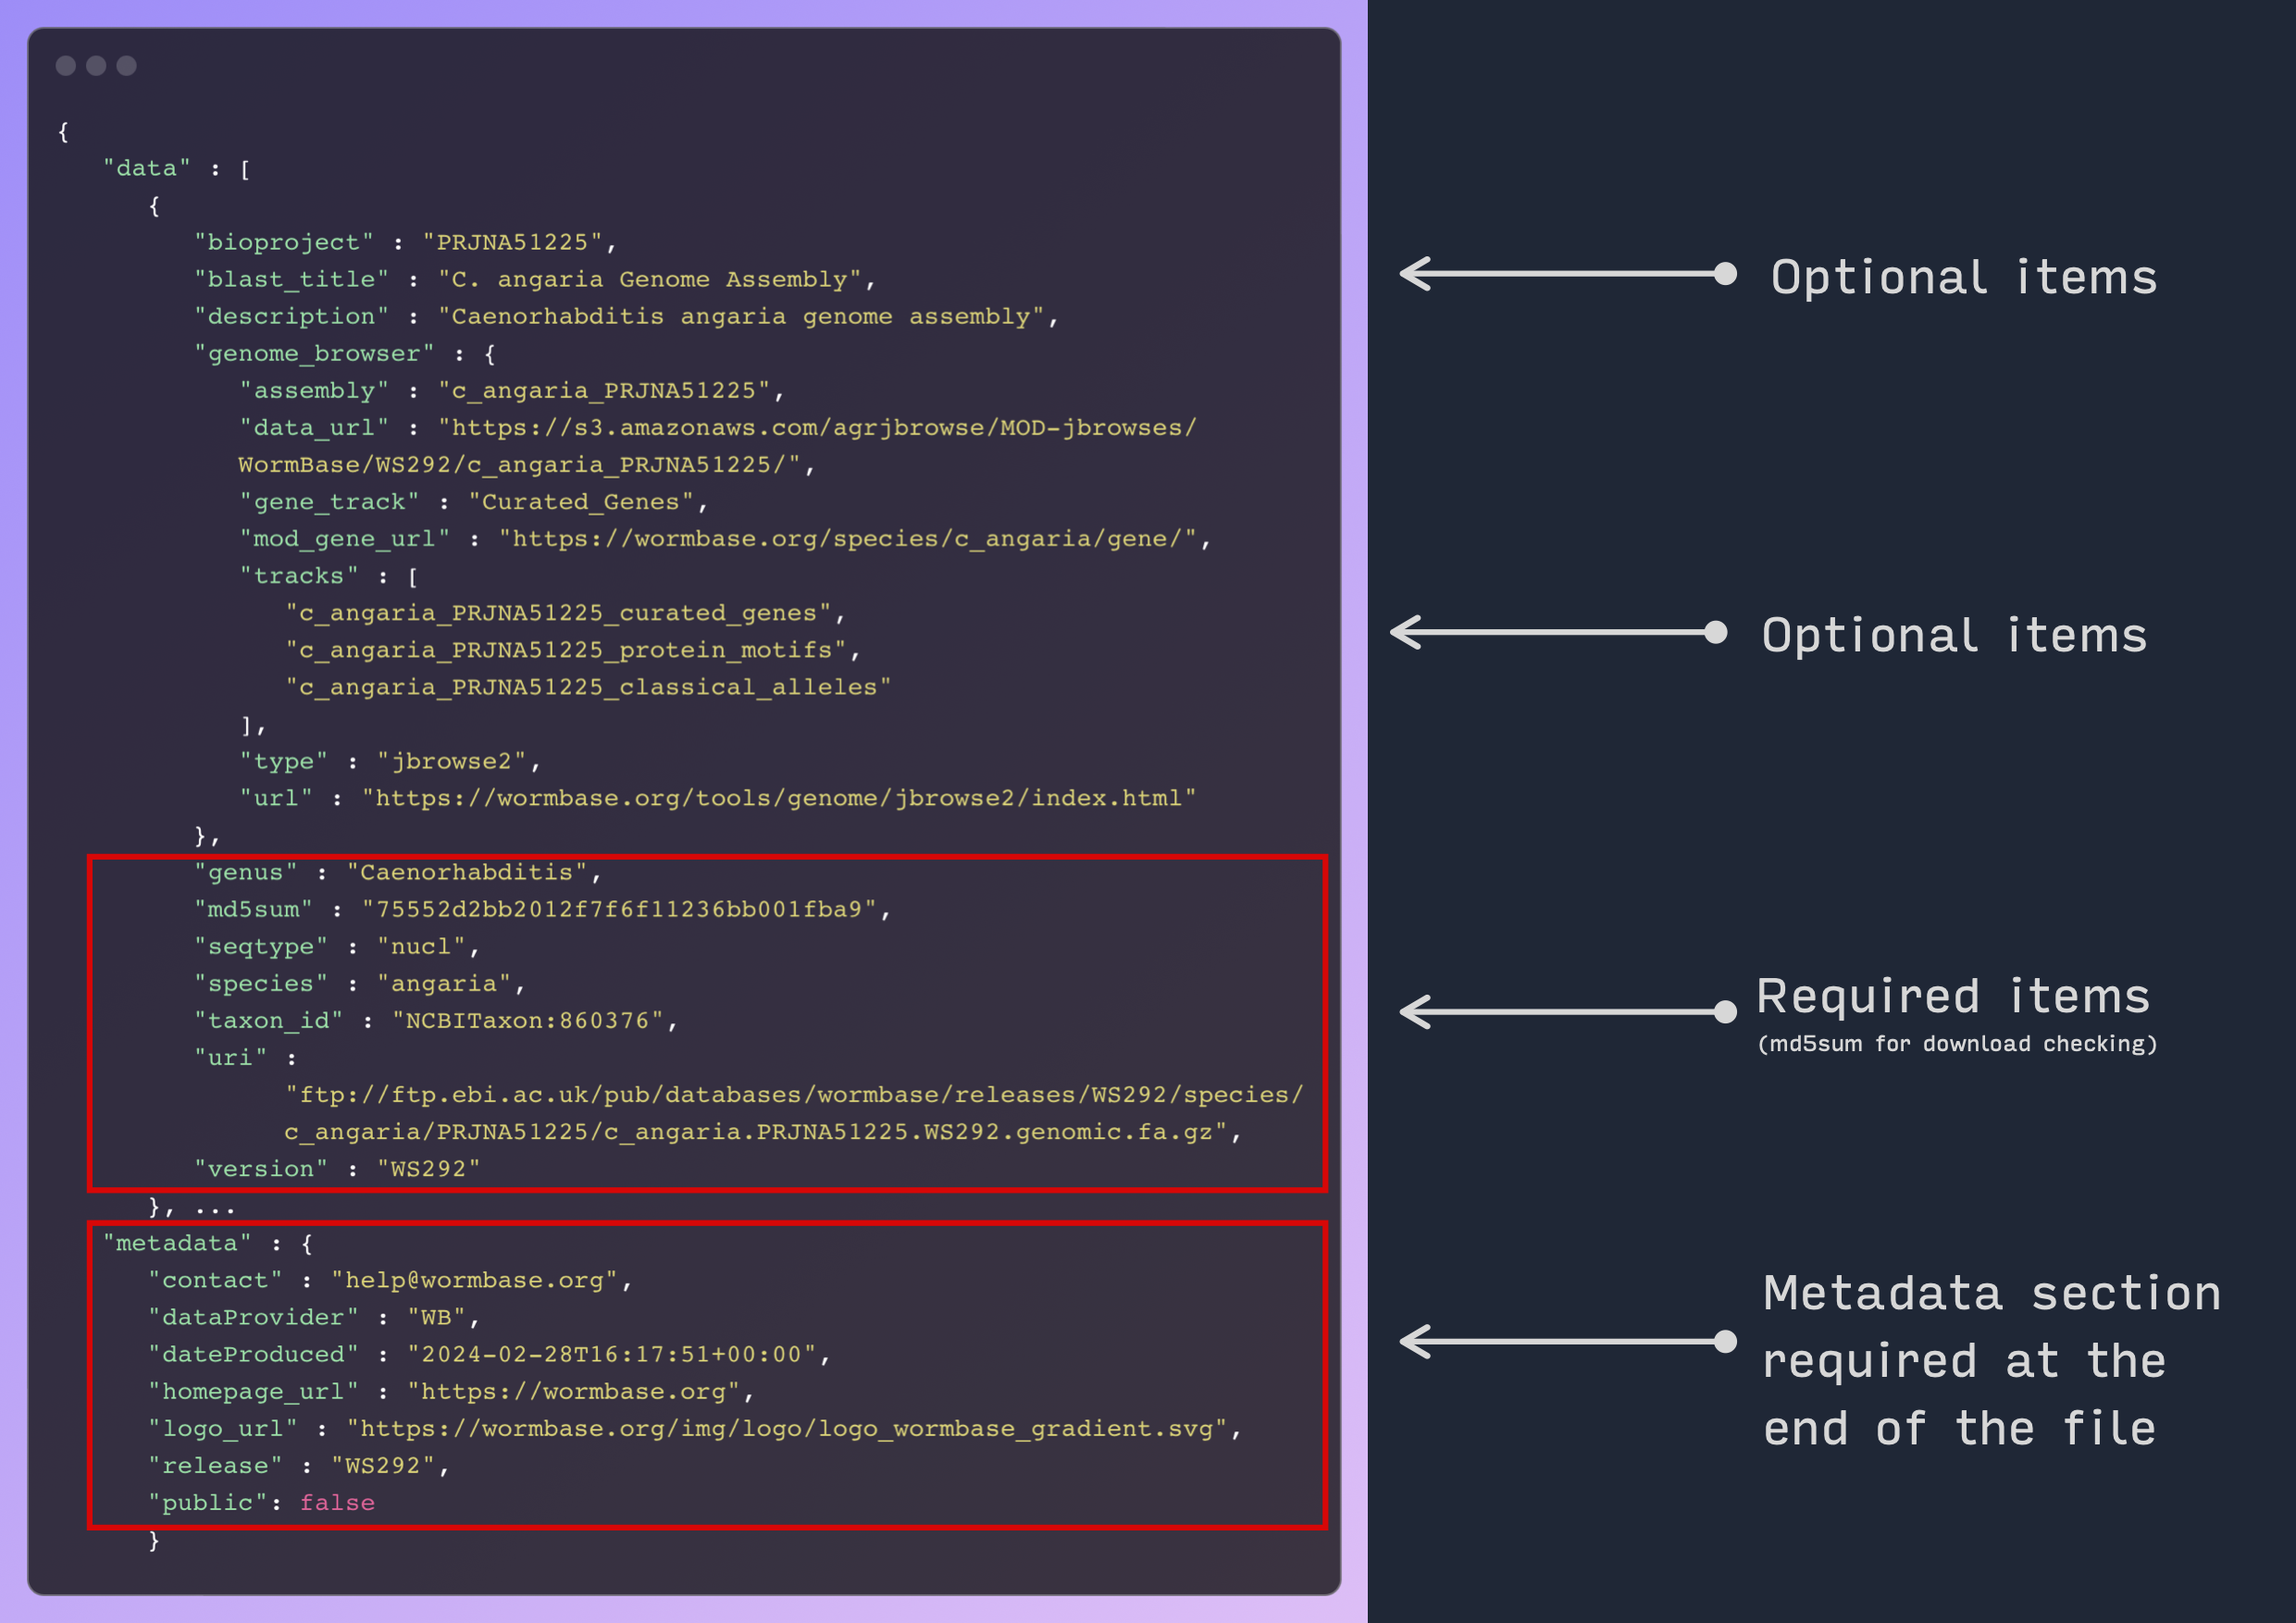 {
"data" : [
{
"bioproject" : "PRJNA51225",
"blast_title" : "C. angaria Genome Assembly",
"description" : "Caenorhabditis angaria genome assembly",
"genome_browser" : {
"assembly" : "c_angaria_PRJNA51225",
"data_url" : "https://s3.amazonaws.com/agrjbrowse/MOD-jbrowses/
WormBase/WS292/c_angaria_PRJNA51225/",
"gene_track" : "Curated_Genes",
"mod_gene_url" : "https://wormbase.org/species/c_angaria/gene/",
"tracks" : [
"c_angaria_PRJNA51225_curated_genes",
"c_angaria_PRJNA51225_protein_motifs",
"c_angaria_PRJNA51225_classical_alleles"
],
"type" : "jbrowse2",
"url" : "https://wormbase.org/tools/genome/jbrowse2/index.html"
},
"genus" : "Caenorhabditis",
"md5sum" : "75552d2bb2012f7f6f11236bb001fba9",
"seqtype" : "nucl",
"species" : "angaria",
"taxon_id" : "NCBITaxon:860376",
"uri" :
"ftp://ftp.ebi.ac.uk/pub/databases/wormbase/releases/WS292/species/
c_angaria/PRJNA51225/c_angaria.PRJNA51225.WS292.genomic.fa.gz",
"version" : "WS292"
}, ...
"metadata" : {
"contact" : "help@wormbase.org",
"dataProvider" : "WB",
"dateProduced" : "2024-02-28T16:17:51+00:00",
"homepage_url" : "https://wormbase.org",
"logo_url" : "https://wormbase.org/img/logo/logo_wormbase_gradient.svg",
"release" : "WS292",
"public": false
}
Optional items
Optional items
Required items
(md5sum for download checking)
Metadata section
required at the
end of the file